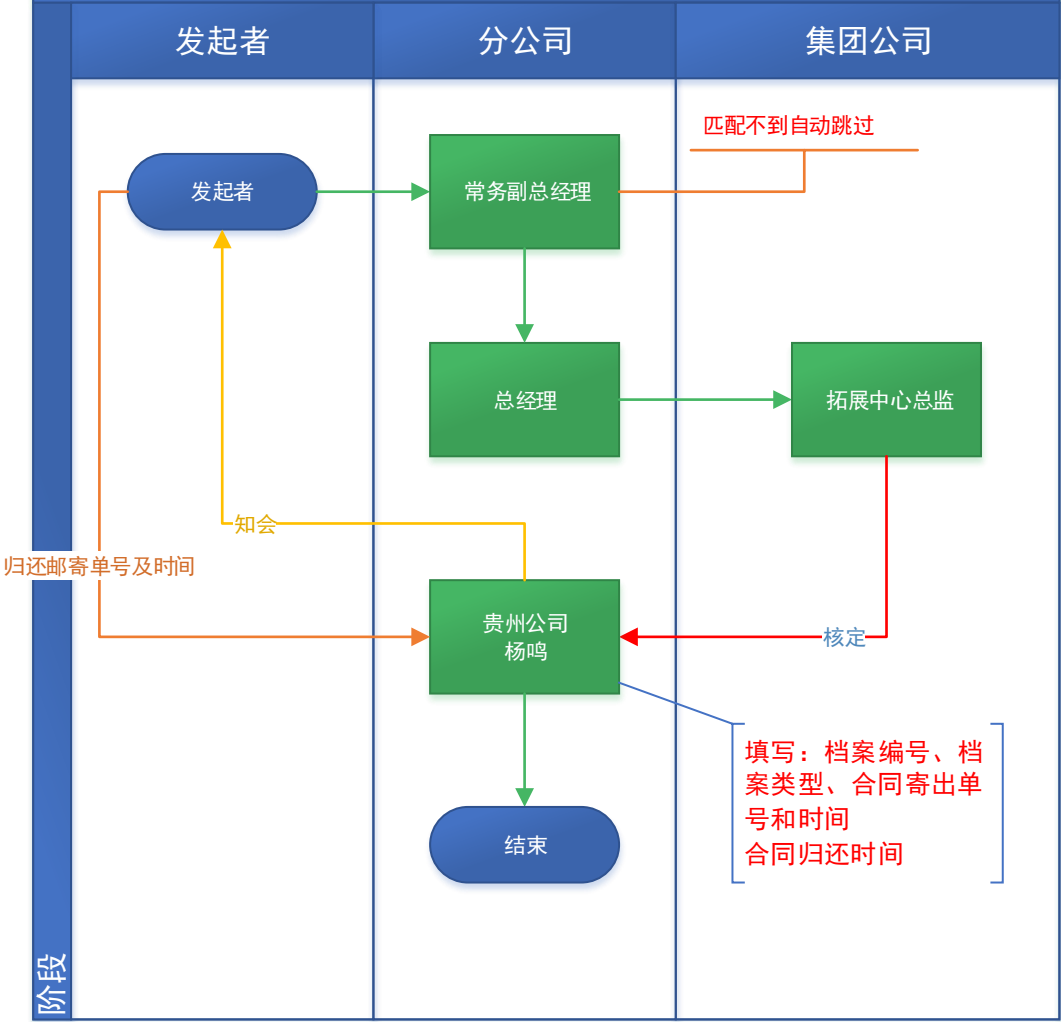 发起者
分公司
集团公司
匹配不到自动跳过
发起者
常务副总经理
总经理
拓展中心总监
知会
归还邮寄单号及时间
贵州公司
杨鸣
核定
填写：档案编号、档
案类型、合同寄出单
号和时间
合同归还时间
结束
阶段